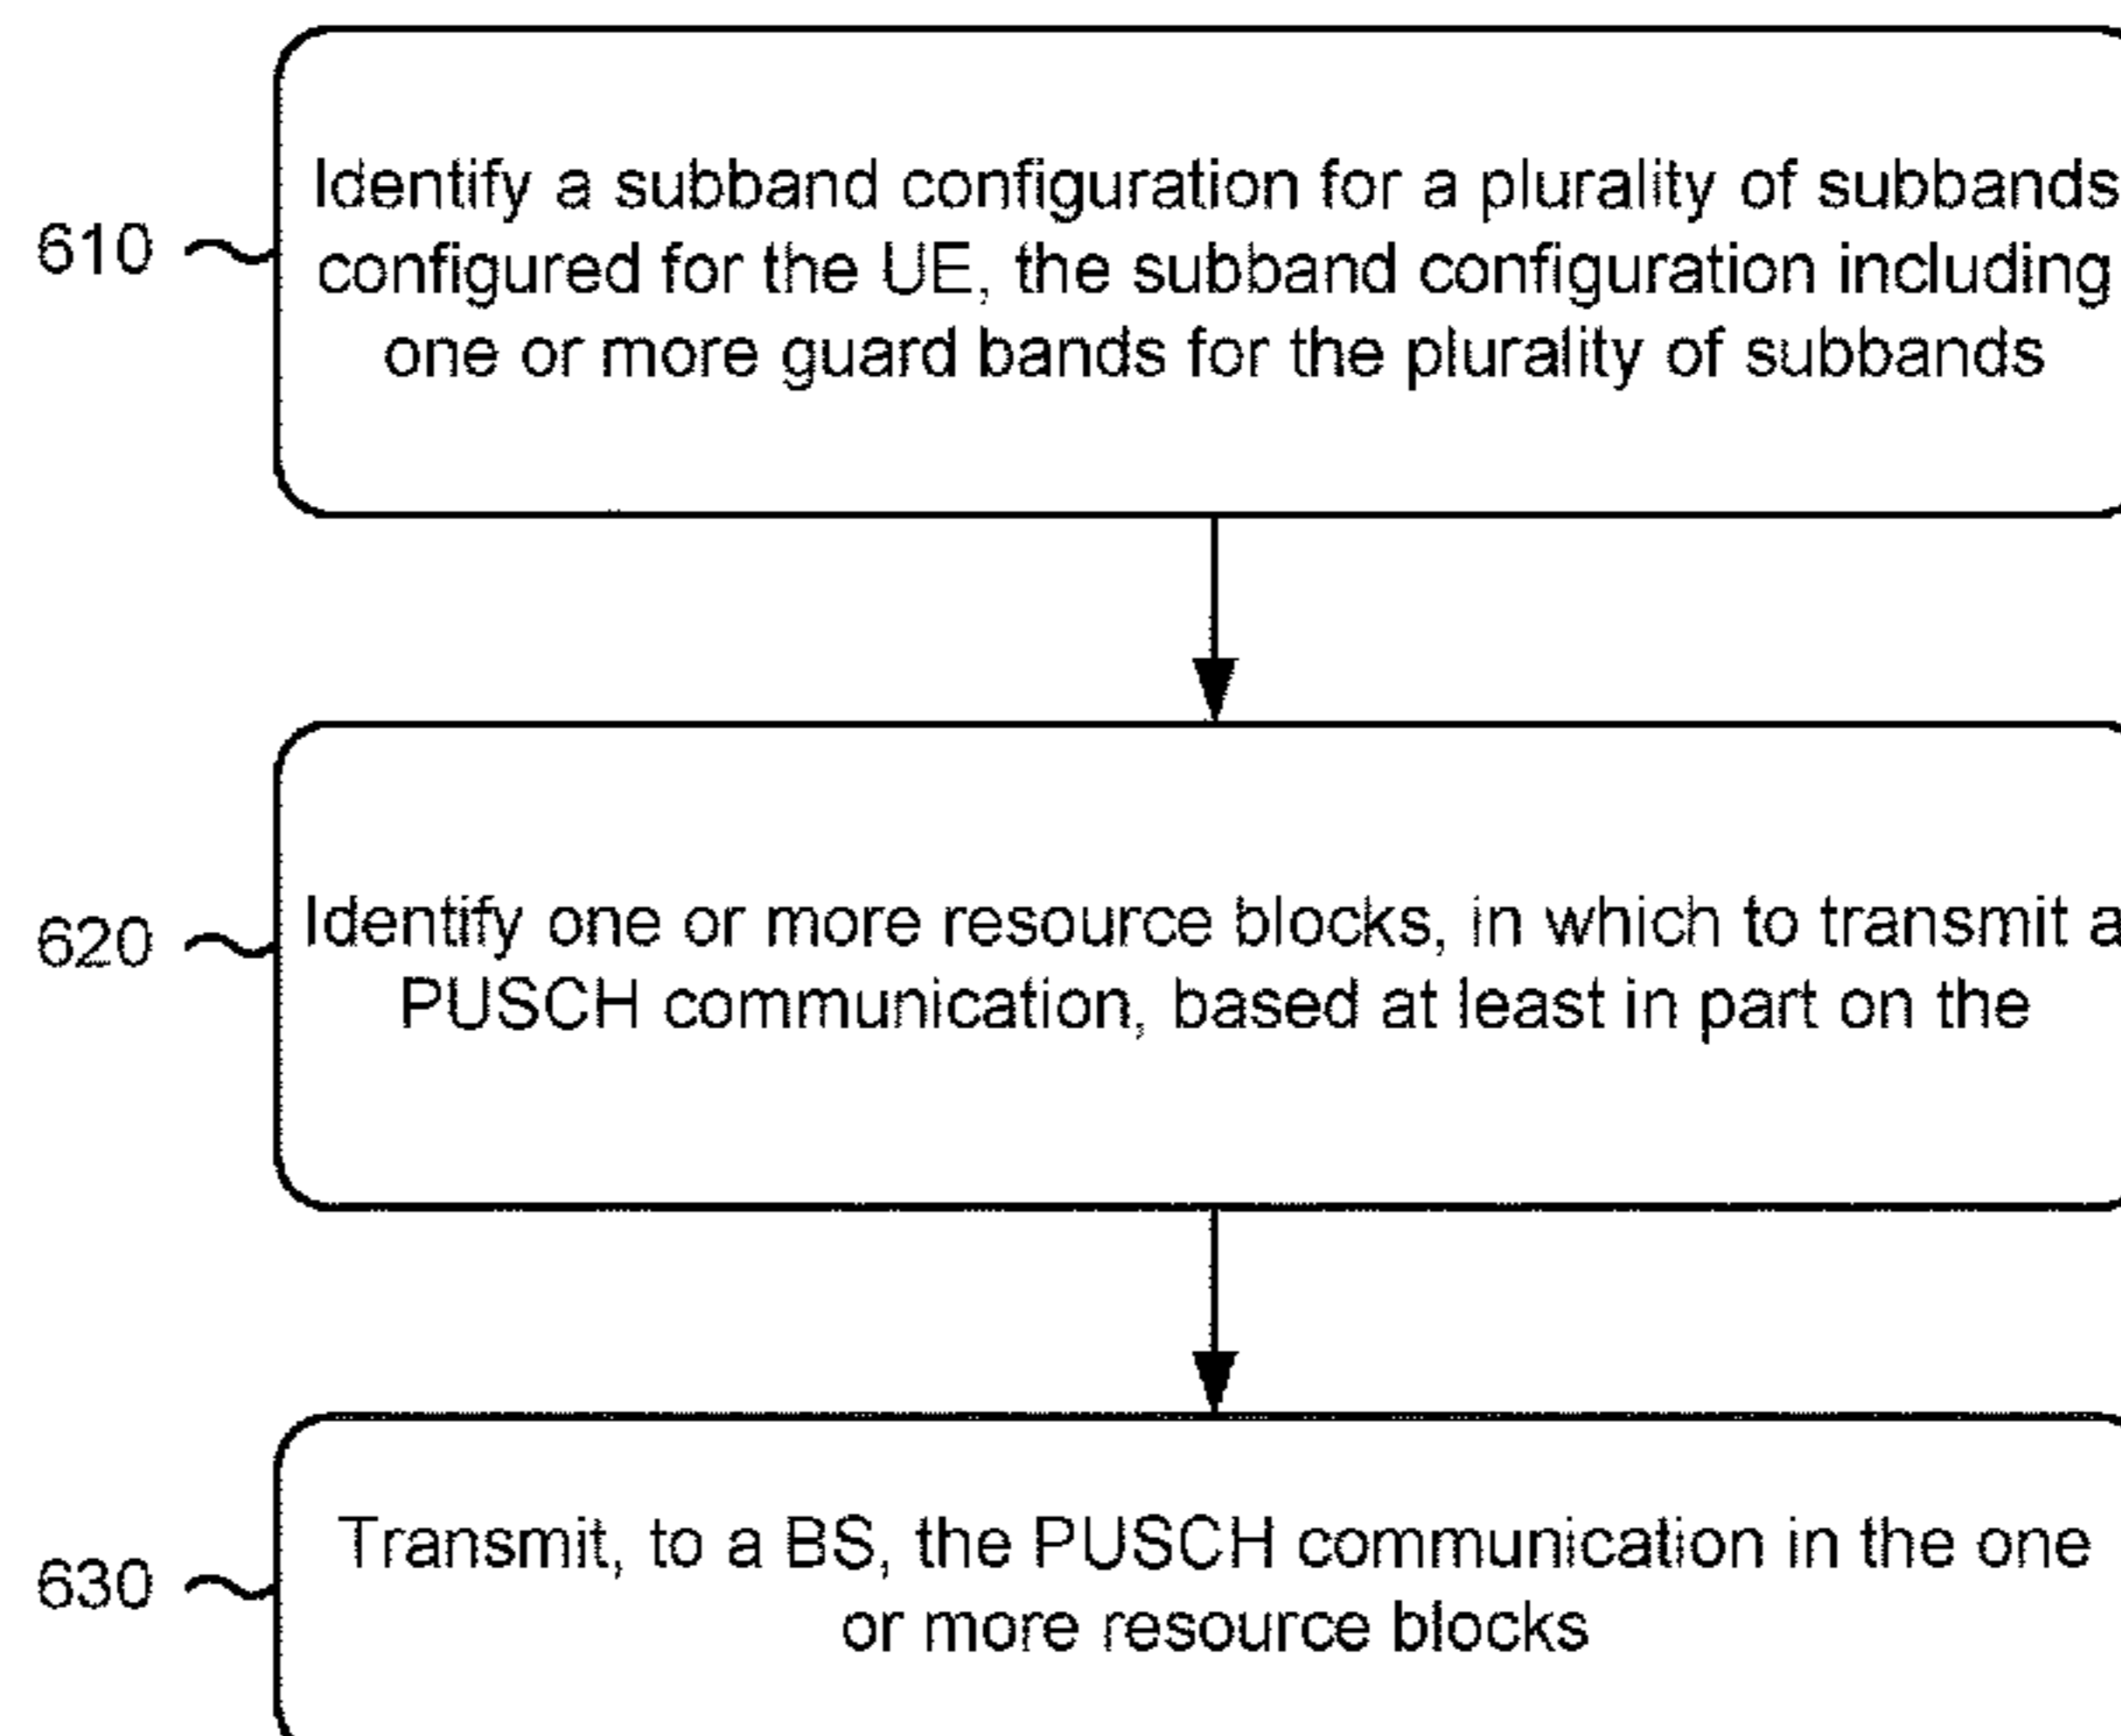 610
Identify a subband configuration for a plurality of subbands
configured for the UE, the subband configuration including
one or more guard bands for the plurality of subbands
620
Identify one or more resource blocks, in which to transmit a
PUSCH communication, based at least in part on the
630
Transmit, to a BS, the PUSCH communication in the one
or more resource blocks